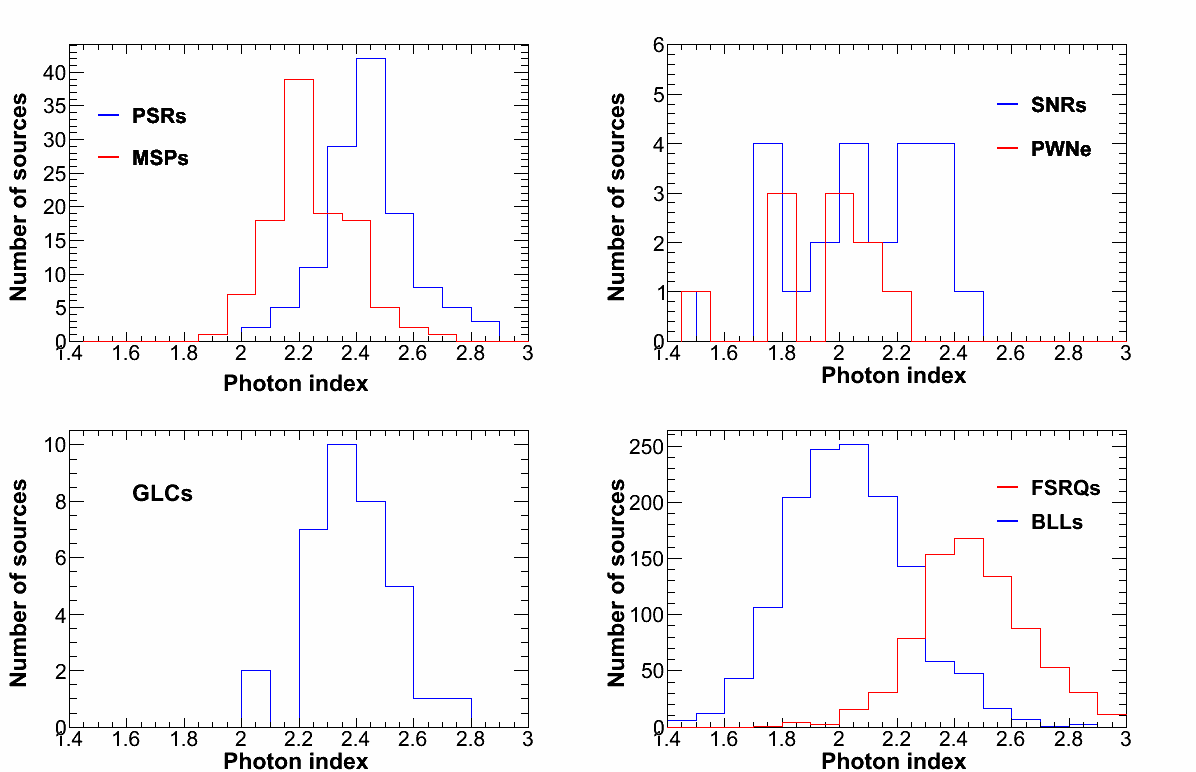 40
35
30
25
20
15
10
5
0
Number of sources
PSRs
MSPs
1.4 1.6 1.8 2 2.2 2.4 2.6 2.8 3
Photon index
6
5
4
3
2
1
0
Number of sources
SNRs
PWNe
1.4 1.6 1.8 2 2.2 2.4 2.6 2.8 3
Photon index
10
8
6
4
2
0
Number of sources
GLCs
1.4 1.6 1.8 2 2.2 2.4 2.6 2.8 3
Photon index
250
200
150
100
50
0
Number of sources
FSRQs
BLLs
1.4 1.6 1.8 2 2.2 2.4 2.6 2.8 3
Photon index